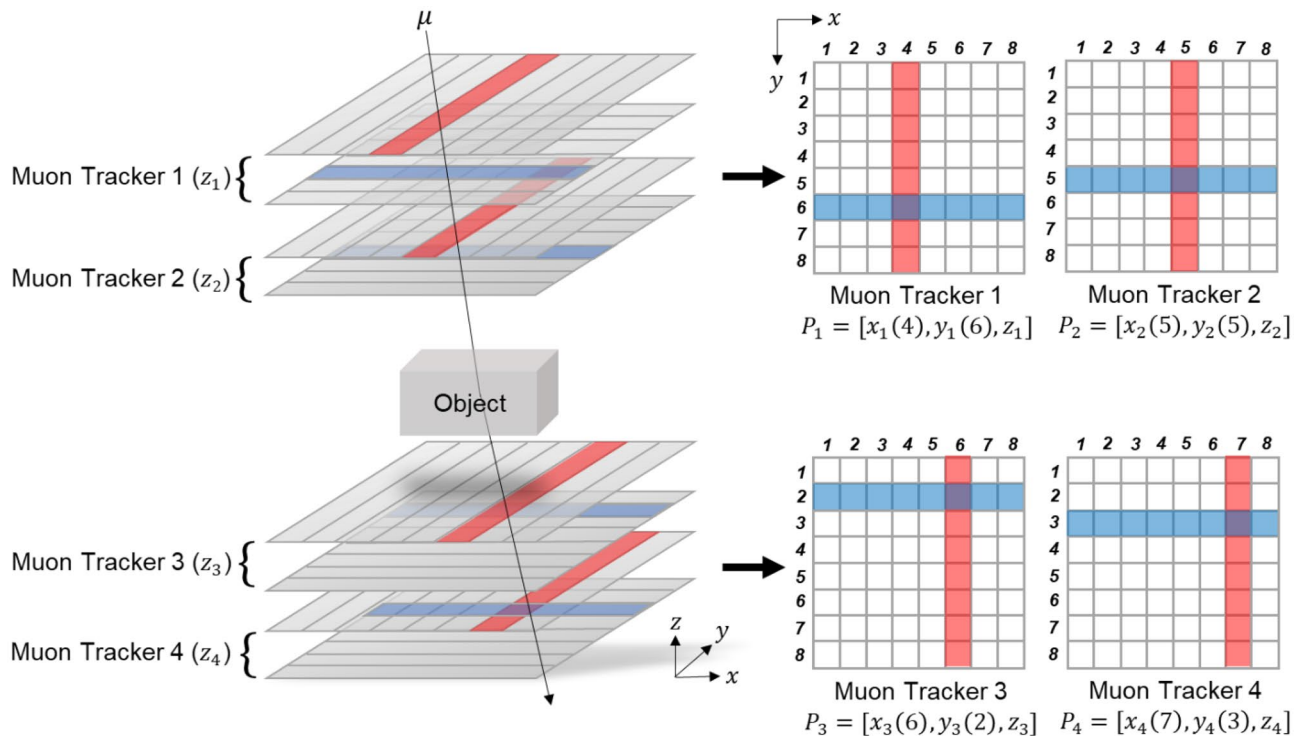 μ
Muon Tracker 1 (z₁)
Muon Tracker 2 (z₂)
Object
Muon Tracker 3 (z₃)
Muon Tracker 4 (z₄)
z
y
x
x
y
1 2 3 4 5 6 7 8
1
2
3
4
5
6
7
8
Muon Tracker 1
P₁ = [x₁(4), y₁(6), z₁]
1 2 3 4 5 6 7 8
1
2
3
4
5
6
7
8
Muon Tracker 2
P₂ = [x₂(5), y₂(5), z₂]
1 2 3 4 5 6 7 8
1
2
3
4
5
6
7
8
Muon Tracker 3
P₃ = [x₃(6), y₃(2), z₃]
1 2 3 4 5 6 7 8
1
2
3
4
5
6
7
8
Muon Tracker 4
P₄ = [x₄(7), y₄(3), z₄]